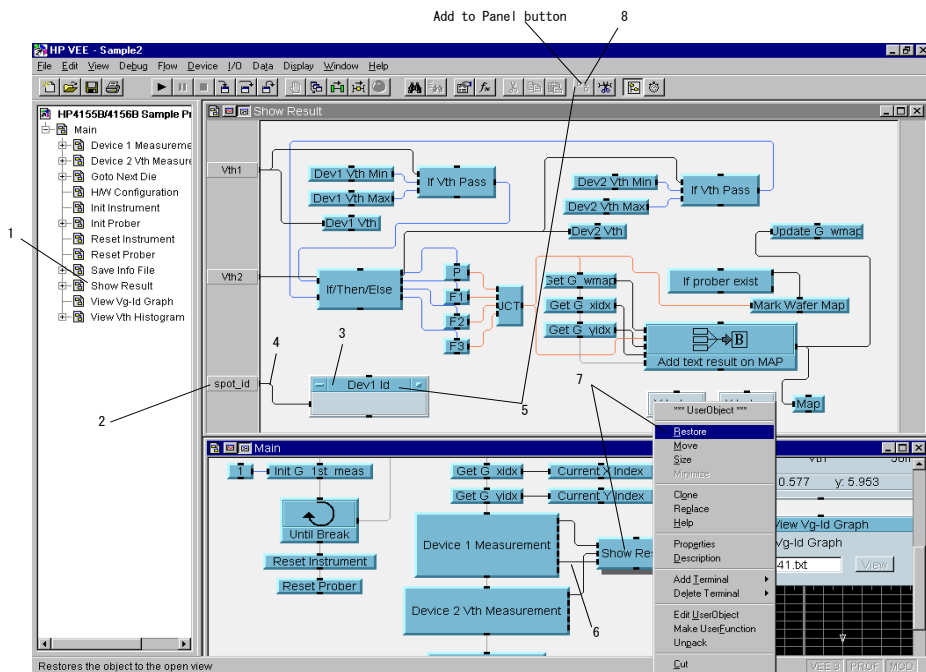 Add to Panel button
8
HP VEE - Sample2
File Edit View Debug Flow Device I/O Data Display Window Help
HP4155B/4156B Sample Pr
Main
Device 1 Measureme
Device 2 Vth Measure
Goto Next Die
H/W Configuration
Init Instrument
Init Prober
Reset Instrument
Reset Prober
Save Info File
Show Result
View Vg-Id Graph
View Vth Histogram
1
2
3
4
5
6
7
Show Result
Vth1
Dev1 Vth Min
Dev1 Vth Max
If Vth Pass
Dev1 Vth
Dev2 Vth Min
Dev2 Vth Max
If Vth Pass
Dev2 Vth
Update G_wmap
Vth2
If/Then/Else
P
F1
F2
F3
JCT
Get G_wmap
Get G_xidx
Get G_yidx
If prober exist
Mark Wafer Map
B
Add text result on MAP
Map
spot_id
Dev1 Id
Main
1
Init G_1st_meas
Until Break
Reset Instrument
Reset Prober
Get G_xidx
Current X Index
Get G_yidx
Current Y Index
Device 1 Measurement
Device 2 Vth Measurement
Show Res
*** UserObject ***
Restore
Move
Size
Minimize
Clone
Replace
Help
Properties
Description
Add Terminal
Delete Terminal
Edit UserObject
Make UserFunction
Unpack
Cut
0.577 y: 5.953
View Vg-Id Graph
Vg-Id Graph
41.txt
View
Restores the object to the open view
VEE 3 PROF MOD